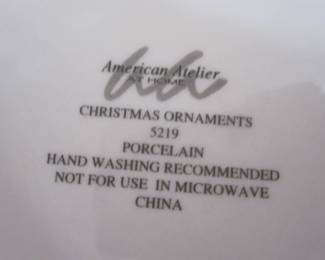 American Atelier
AT HOME
CHRISTMAS ORNAMENTS
5219
PORCELAIN
HAND WASHING RECOMMENDED
NOT FOR USE IN MICROWAVE
CHINA